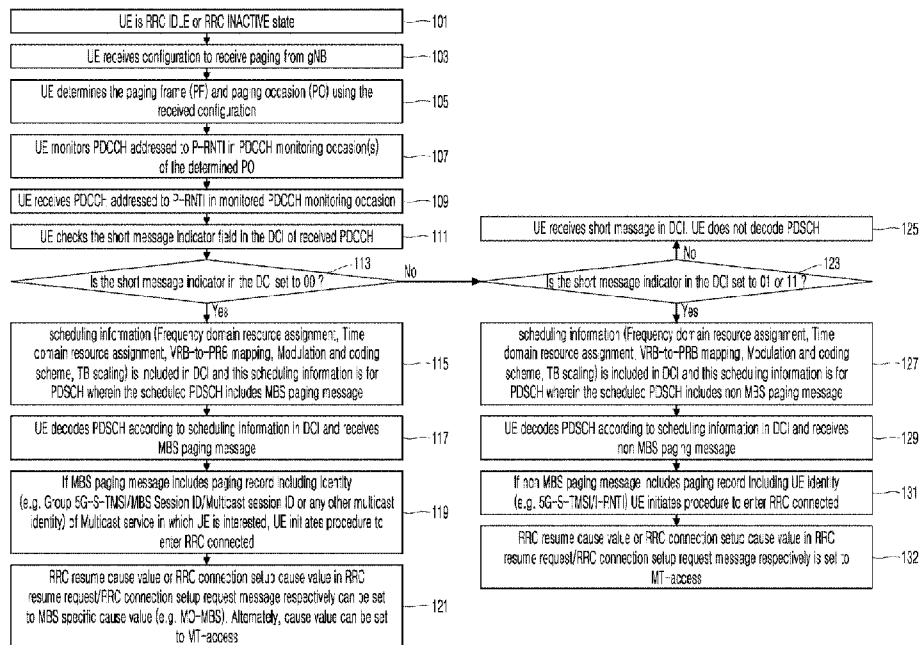 UE is RRC IDLE or RRC INACTIVE state
101
UE receives configuration to receive paging from gNB
103
UE determines the paging frame (PF) and paging occasion (PO) using the
received configuration
105
UE monitors PDCCH addressed to P-RNTI in PDCCH monitoring occasion(s)
of the determined PO
107
UE receives PDCCH addressed to P-RNTI in monitored PDCCH monitoring occasion
109
UE checks the short message indicator field in the DCI of received PDCCH
111
113
Is the short message indicator in the DCI set to 00 ?
No
Yes
scheduling information (Frequency domain resource assignment, Time
domain resource assignment, VRB-to-PRB mapping, Modulation and coding
scheme, TB scaling) is included in DCI and this scheduling information is for
PDSCH wherein the scheduled PDSCH includes MBS paging message
115
UE decodes PDSCH according to scheduling information in DCI and receives
MBS paging message
117
If MBS paging message includes paging record including Identity
(e.g. Group 5G-S-TMSI/MBS Session ID/Multicast session ID or any other multicast
identity) of Multicast service in which UE is interested, UE initiates procedure to
enter RRC connected
119
RRC resume cause value or RRC connection setup cause value in RRC
resume request/RRC connection setup request message respectively can be set
to MBS specific cause value (e.g. MO-MBS). Alternately, cause value can be set
to MT-access
121
UE receives short message in DCI. UE does not decode PDSCH
125
No
123
Is the short message indicator in the DCI set to 01 or 11 ?
Yes
scheduling information (Frequency domain resource assignment, Time
domain resource assignment, VRB-to-PRB mapping, Modulation and coding
scheme, TB scaling) is included in DCI and this scheduling information is for
PDSCH wherein the scheduled PDSCH includes non MBS paging message
127
UE decodes PDSCH according to scheduling information in DCI and receives
non MBS paging message
129
If non MBS paging message includes paging record including UE Identity
(e.g. 5G-S-TMSI/I-RNTI) UE initiates procedure to enter RRC connected
131
RRC resume cause value or RRC connection setup cause value in RRC
resume request/RRC connection setup request message respectively is set to
MT-access
132